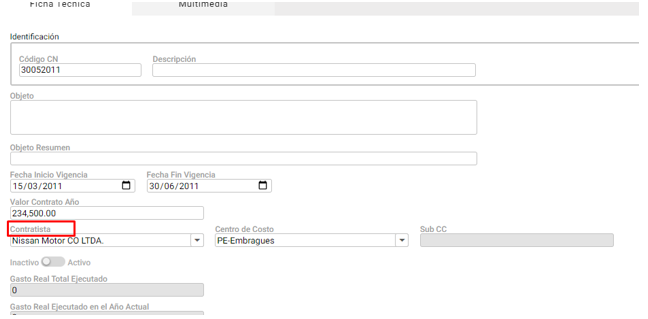 Ficha Técnica Multimedia
Identificación
Código CN Descripción
30052011
Objeto
Objeto Resumen
Fecha Inicio Vigencia Fecha Fin Vigencia
15/03/2011 30/06/2011
Valor Contrato Año
234,500.00
Contratista Centro de Costo Sub CC
Nissan Motor CO LTDA. PE-Embragues
Inactivo Activo
Gasto Real Total Ejecutado
0
Gasto Real Ejecutado en el Año Actual